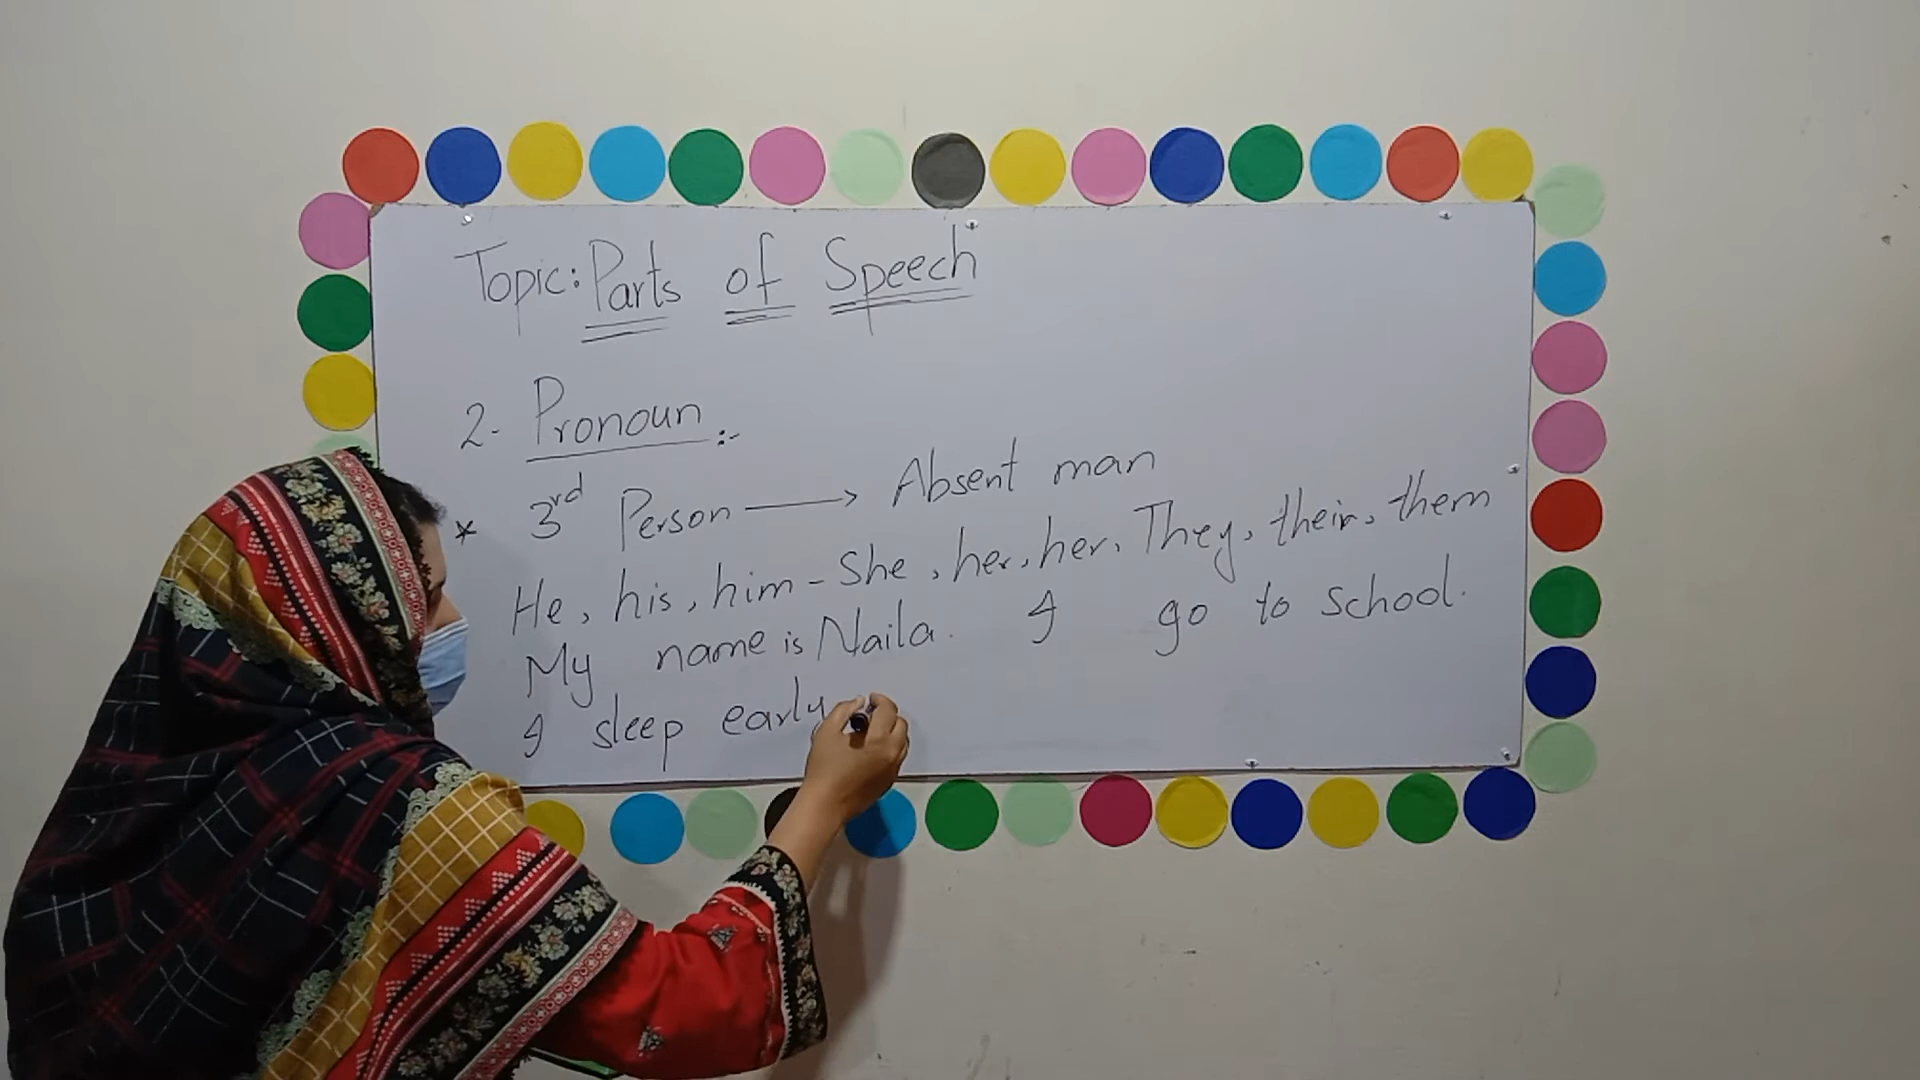 Topic: Parts of Speech
2- Pronoun :-
* 3rd Person → Absent man
He, his, him - She, her, her, They, their, them
My name is Naila. I go to school.
I sleep early